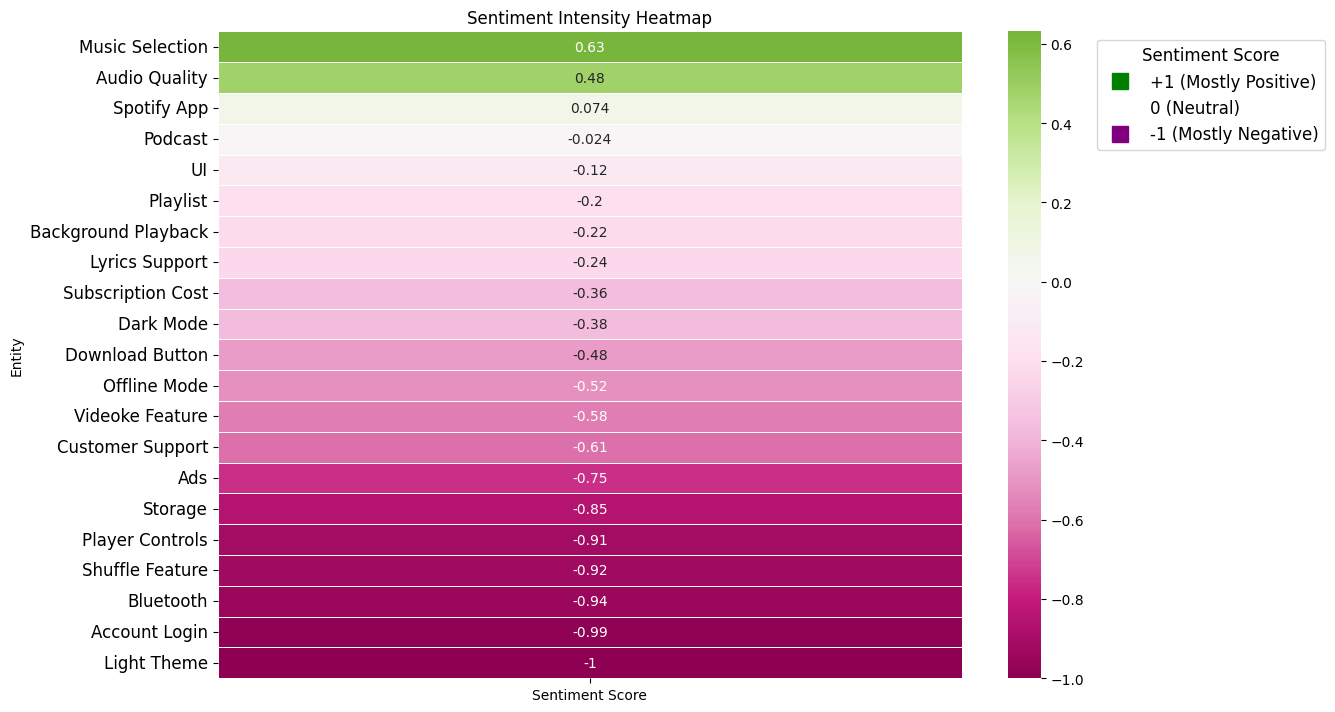 Sentiment Intensity Heatmap
Entity
Music Selection 0.63
Audio Quality 0.48
Spotify App 0.074
Podcast -0.024
UI -0.12
Playlist -0.2
Background Playback -0.22
Lyrics Support -0.24
Subscription Cost -0.36
Dark Mode -0.38
Download Button -0.48
Offline Mode -0.52
Videoke Feature -0.58
Customer Support -0.61
Ads -0.75
Storage -0.85
Player Controls -0.91
Shuffle Feature -0.92
Bluetooth -0.94
Account Login -0.99
Light Theme -1
Sentiment Score
0.6
0.4
0.2
0.0
−0.2
−0.4
−0.6
−0.8
−1.0
Sentiment Score
+1 (Mostly Positive)
0 (Neutral)
-1 (Mostly Negative)